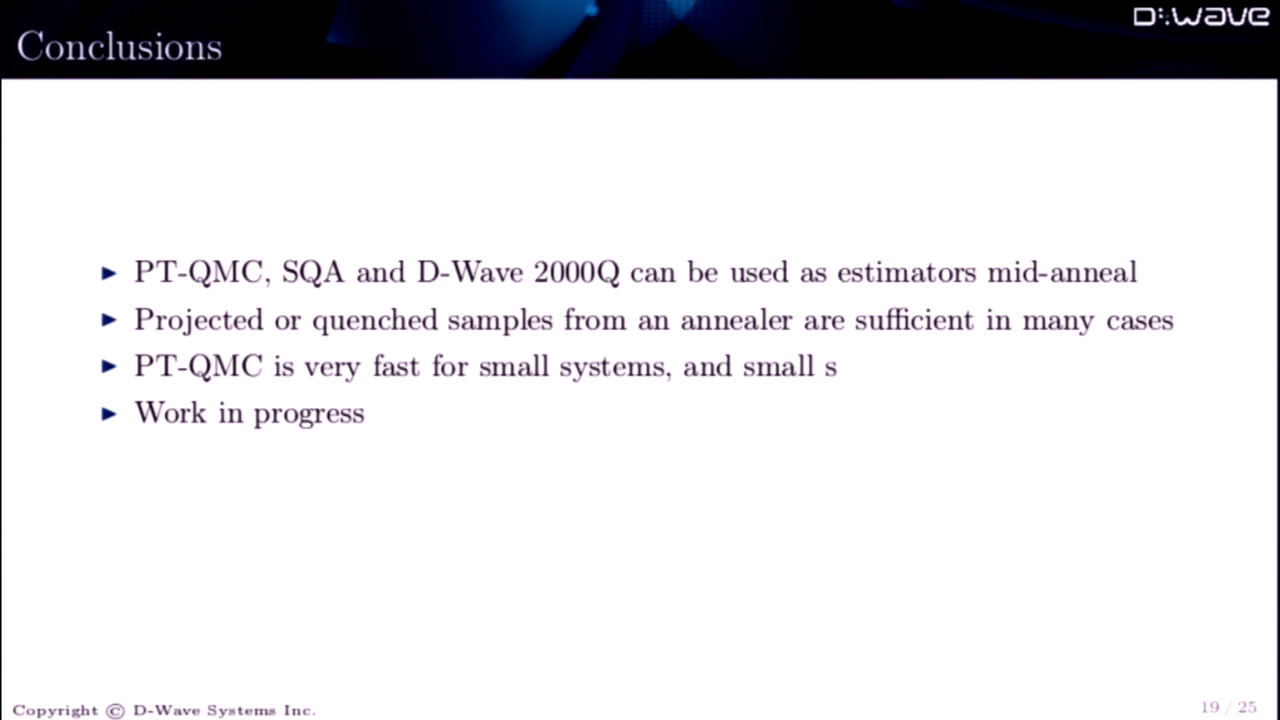 D:wave
Conclusions
▶ PT-QMC, SQA and D-Wave 2000Q can be used as estimators mid-anneal
▶ Projected or quenched samples from an annealer are sufficient in many cases
▶ PT-QMC is very fast for small systems, and small s
▶ Work in progress
Copyright © D-Wave Systems Inc.
19 / 25